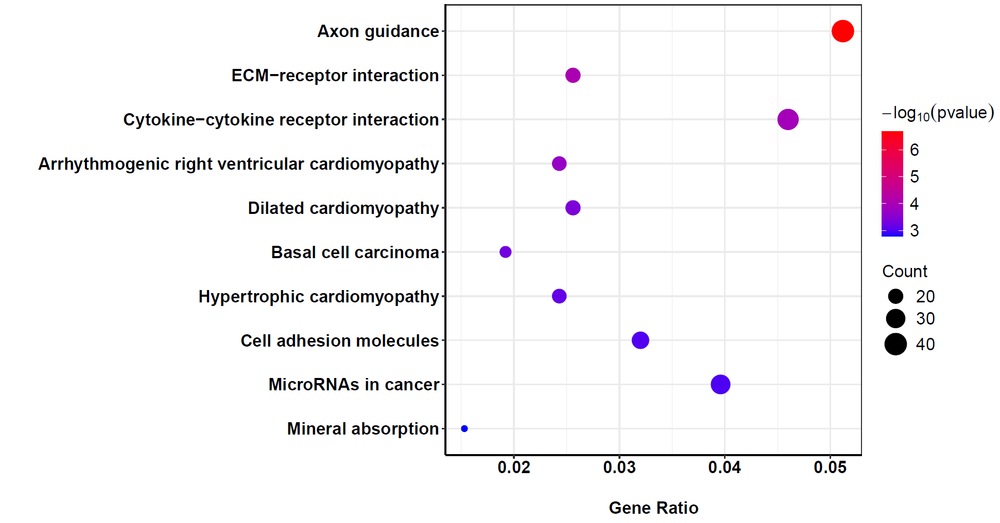 Axon guidance
ECM−receptor interaction
Cytokine−cytokine receptor interaction
Arrhythmogenic right ventricular cardiomyopathy
Dilated cardiomyopathy
Basal cell carcinoma
Hypertrophic cardiomyopathy
Cell adhesion molecules
MicroRNAs in cancer
Mineral absorption
0.02 0.03 0.04 0.05
Gene Ratio
−log10(pvalue)
6
5
4
3
Count
20
30
40